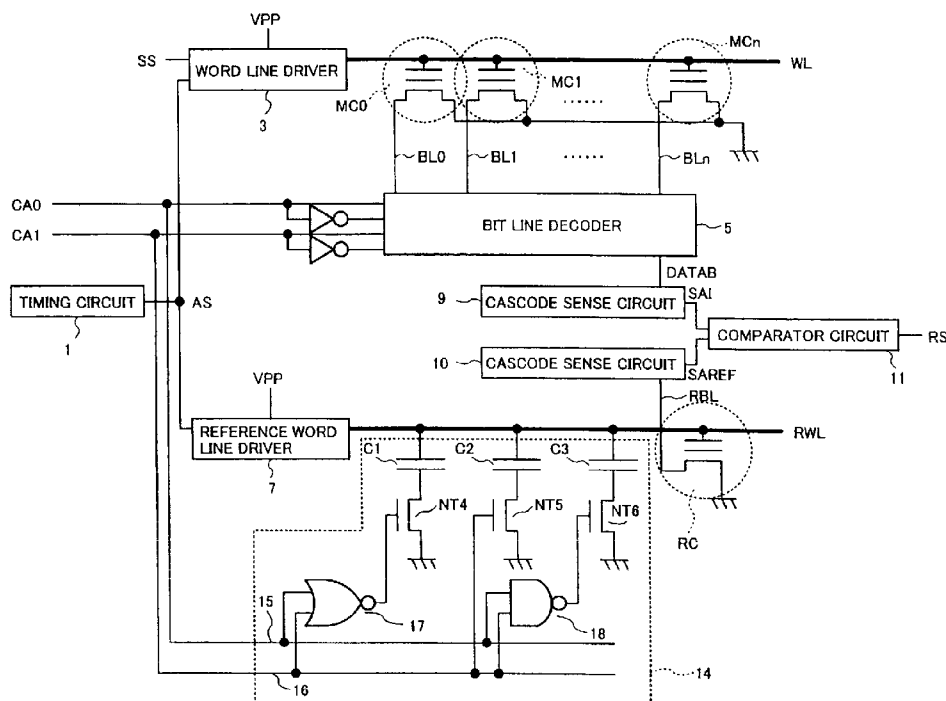 VPP
SS
WORD LINE DRIVER
3
MC0
MC1
MCn
WL
......
BL0
BL1
......
BLn
CA0
CA1
BIT LINE DECODER
5
DATAB
TIMING CIRCUIT
1
AS
9
CASCODE SENSE CIRCUIT
SAI
COMPARATOR CIRCUIT
11
RS
10
CASCODE SENSE CIRCUIT
SAREF
RBL
VPP
REFERENCE WORD
LINE DRIVER
7
RWL
C1
C2
C3
NT4
NT5
NT6
RC
15
17
18
16
14